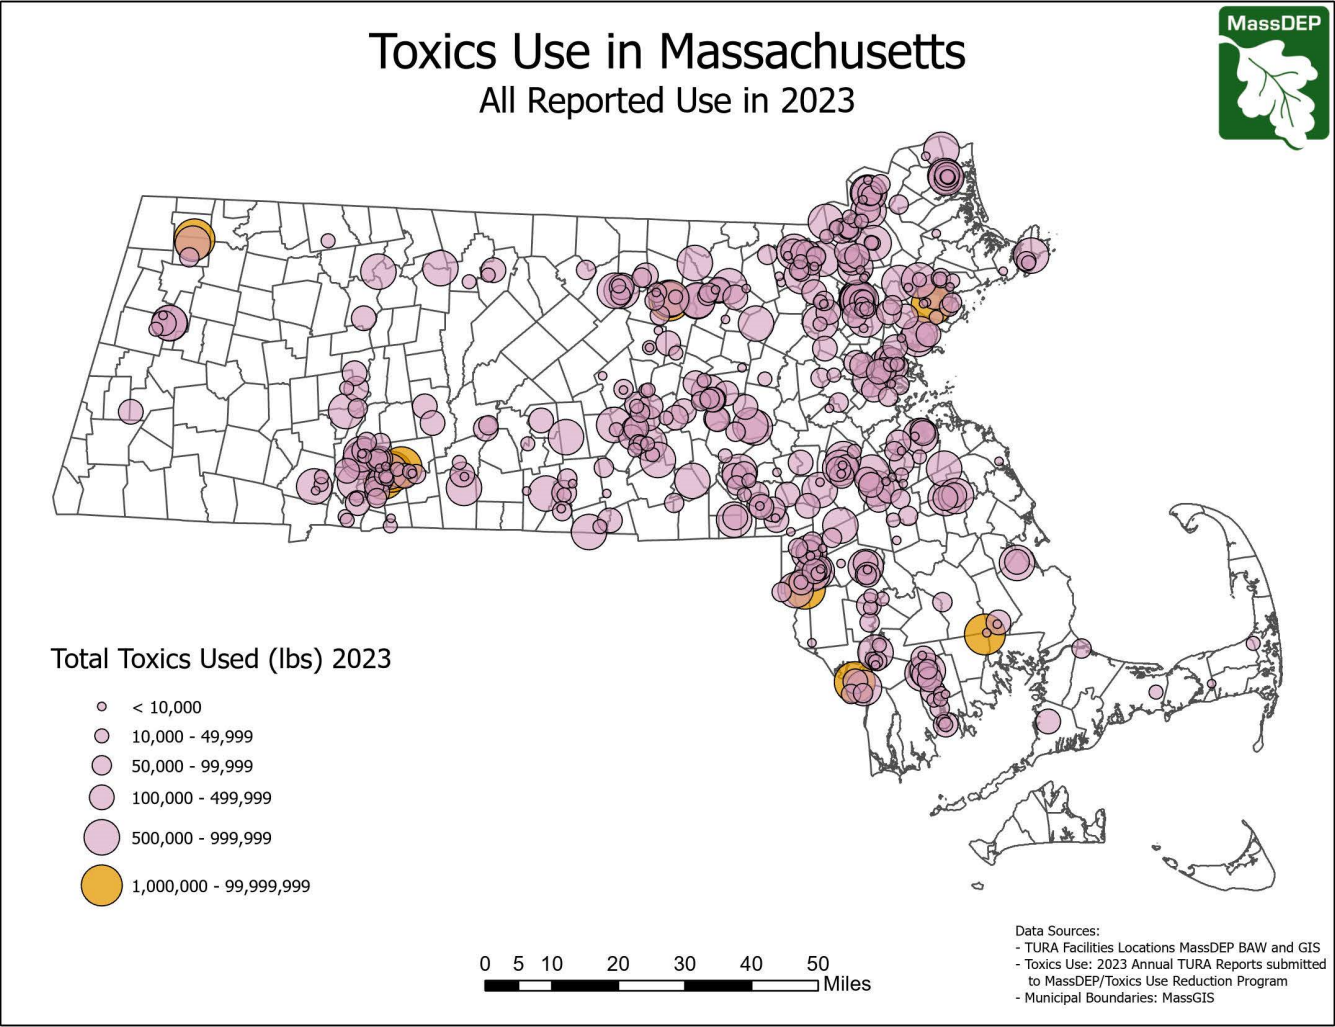 MassDEP
Toxics Use in Massachusetts
All Reported Use in 2023
Total Toxics Used (lbs) 2023
< 10,000
10,000 - 49,999
50,000 - 99,999
100,000 - 499,999
500,000 - 999,999
1,000,000 - 99,999,999
0 5 10 20 30 40 50
Miles
Data Sources:
- TURA Facilities Locations MassDEP BAW and GIS
- Toxics Use: 2023 Annual TURA Reports submitted
to MassDEP/Toxics Use Reduction Program
- Municipal Boundaries: MassGIS